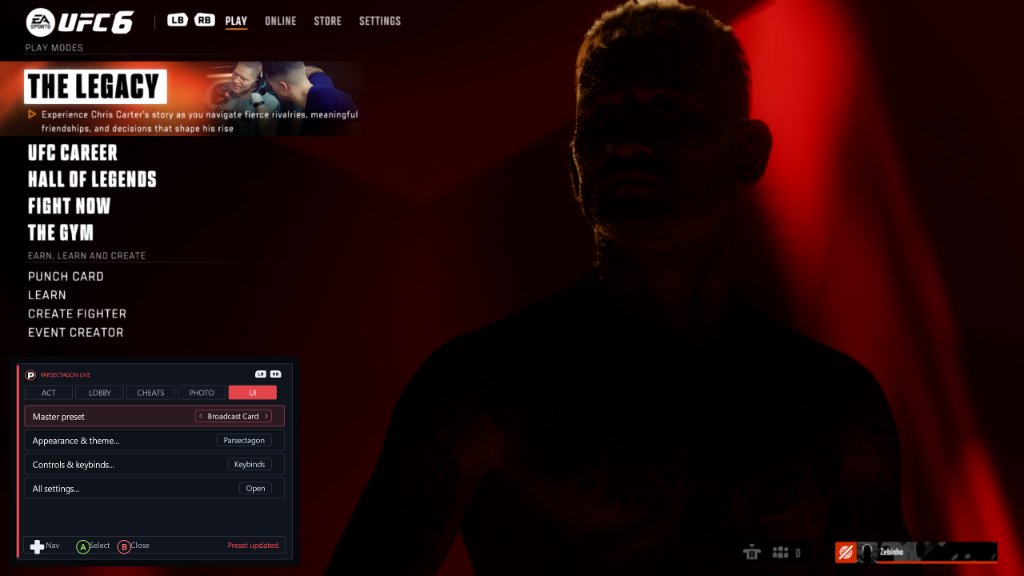 EA SPORTS UFC 6
LB RB PLAY ONLINE STORE SETTINGS
PLAY MODES
THE LEGACY
Experience Chris Carter's story as you navigate fierce rivalries, meaningful
friendships, and decisions that shape his rise
UFC CAREER
HALL OF LEGENDS
FIGHT NOW
THE GYM
EARN, LEARN AND CREATE
PUNCH CARD
LEARN
CREATE FIGHTER
EVENT CREATOR
P PARSECTAGON LIVE LB RB
ACT LOBBY CHEATS PHOTO UI
Master preset < Broadcast Card >
Appearance & theme... Parsectagon
Controls & keybinds... Keybinds
All settings... Open
Nav A Select B Close Preset updated.
R 0
Zebinho